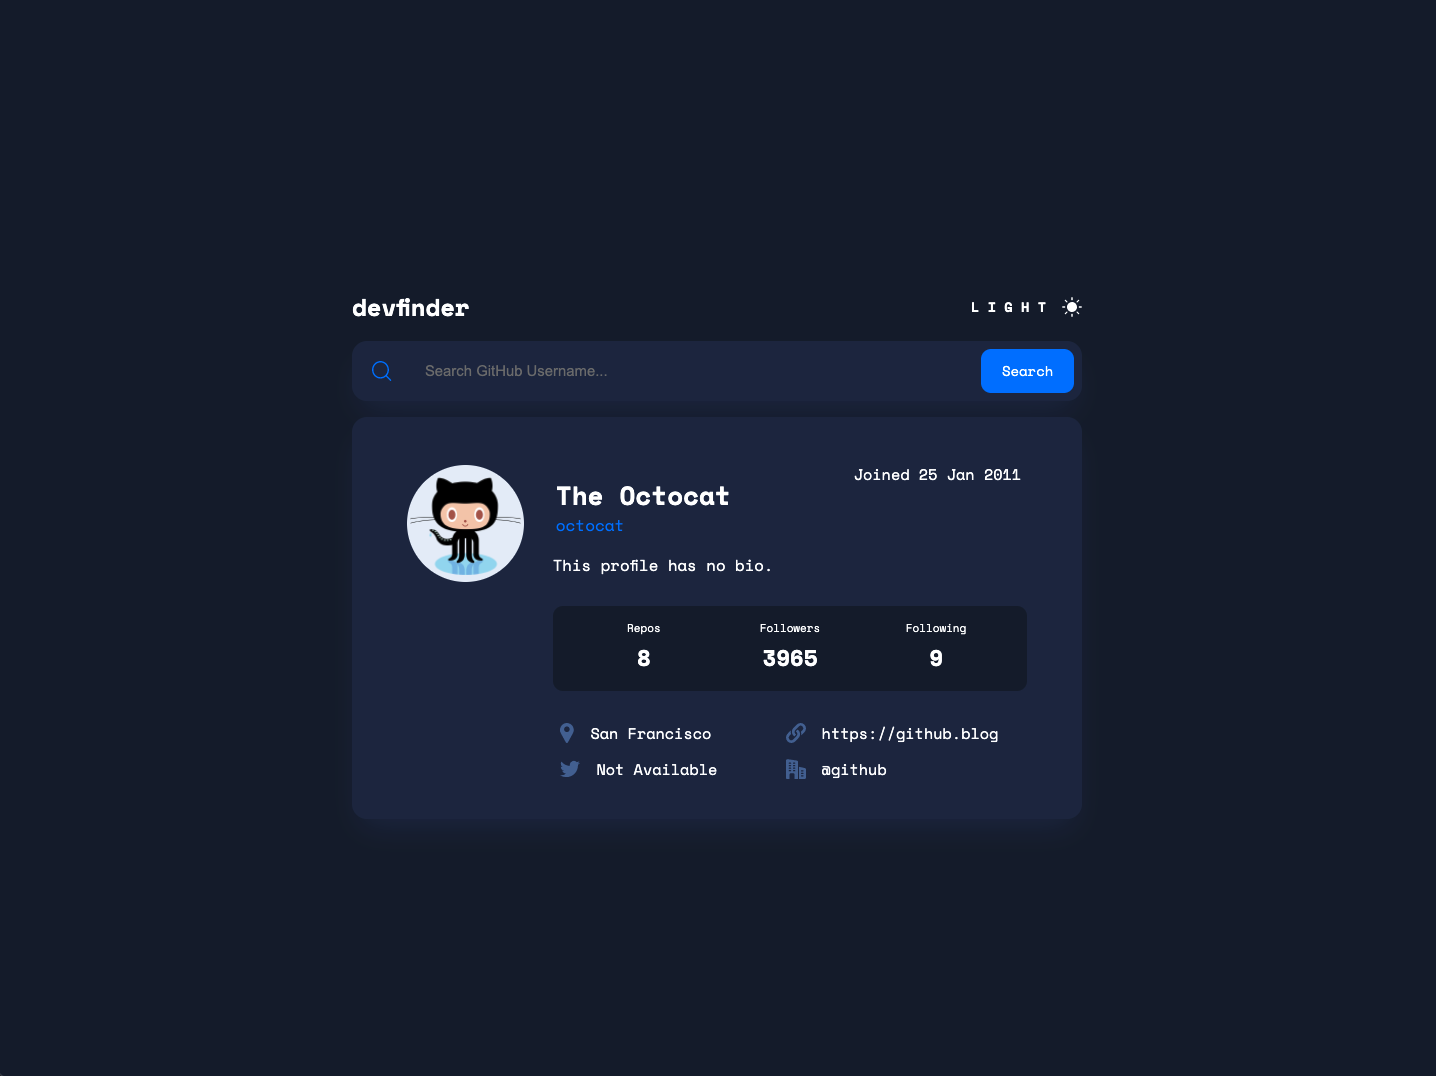 devfinder
LIGHT
Search GitHub Username...
Search
Joined 25 Jan 2011
The Octocat
octocat
This profile has no bio.
Repos Followers Following
8 3965 9
San Francisco https://github.blog
Not Available @github